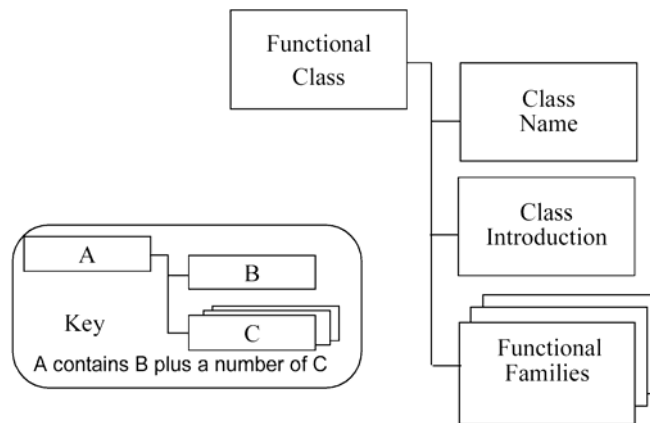 Functional
Class
Class
Name
Class
Introduction
Functional
Families
A
B
C
Key
A contains B plus a number of C